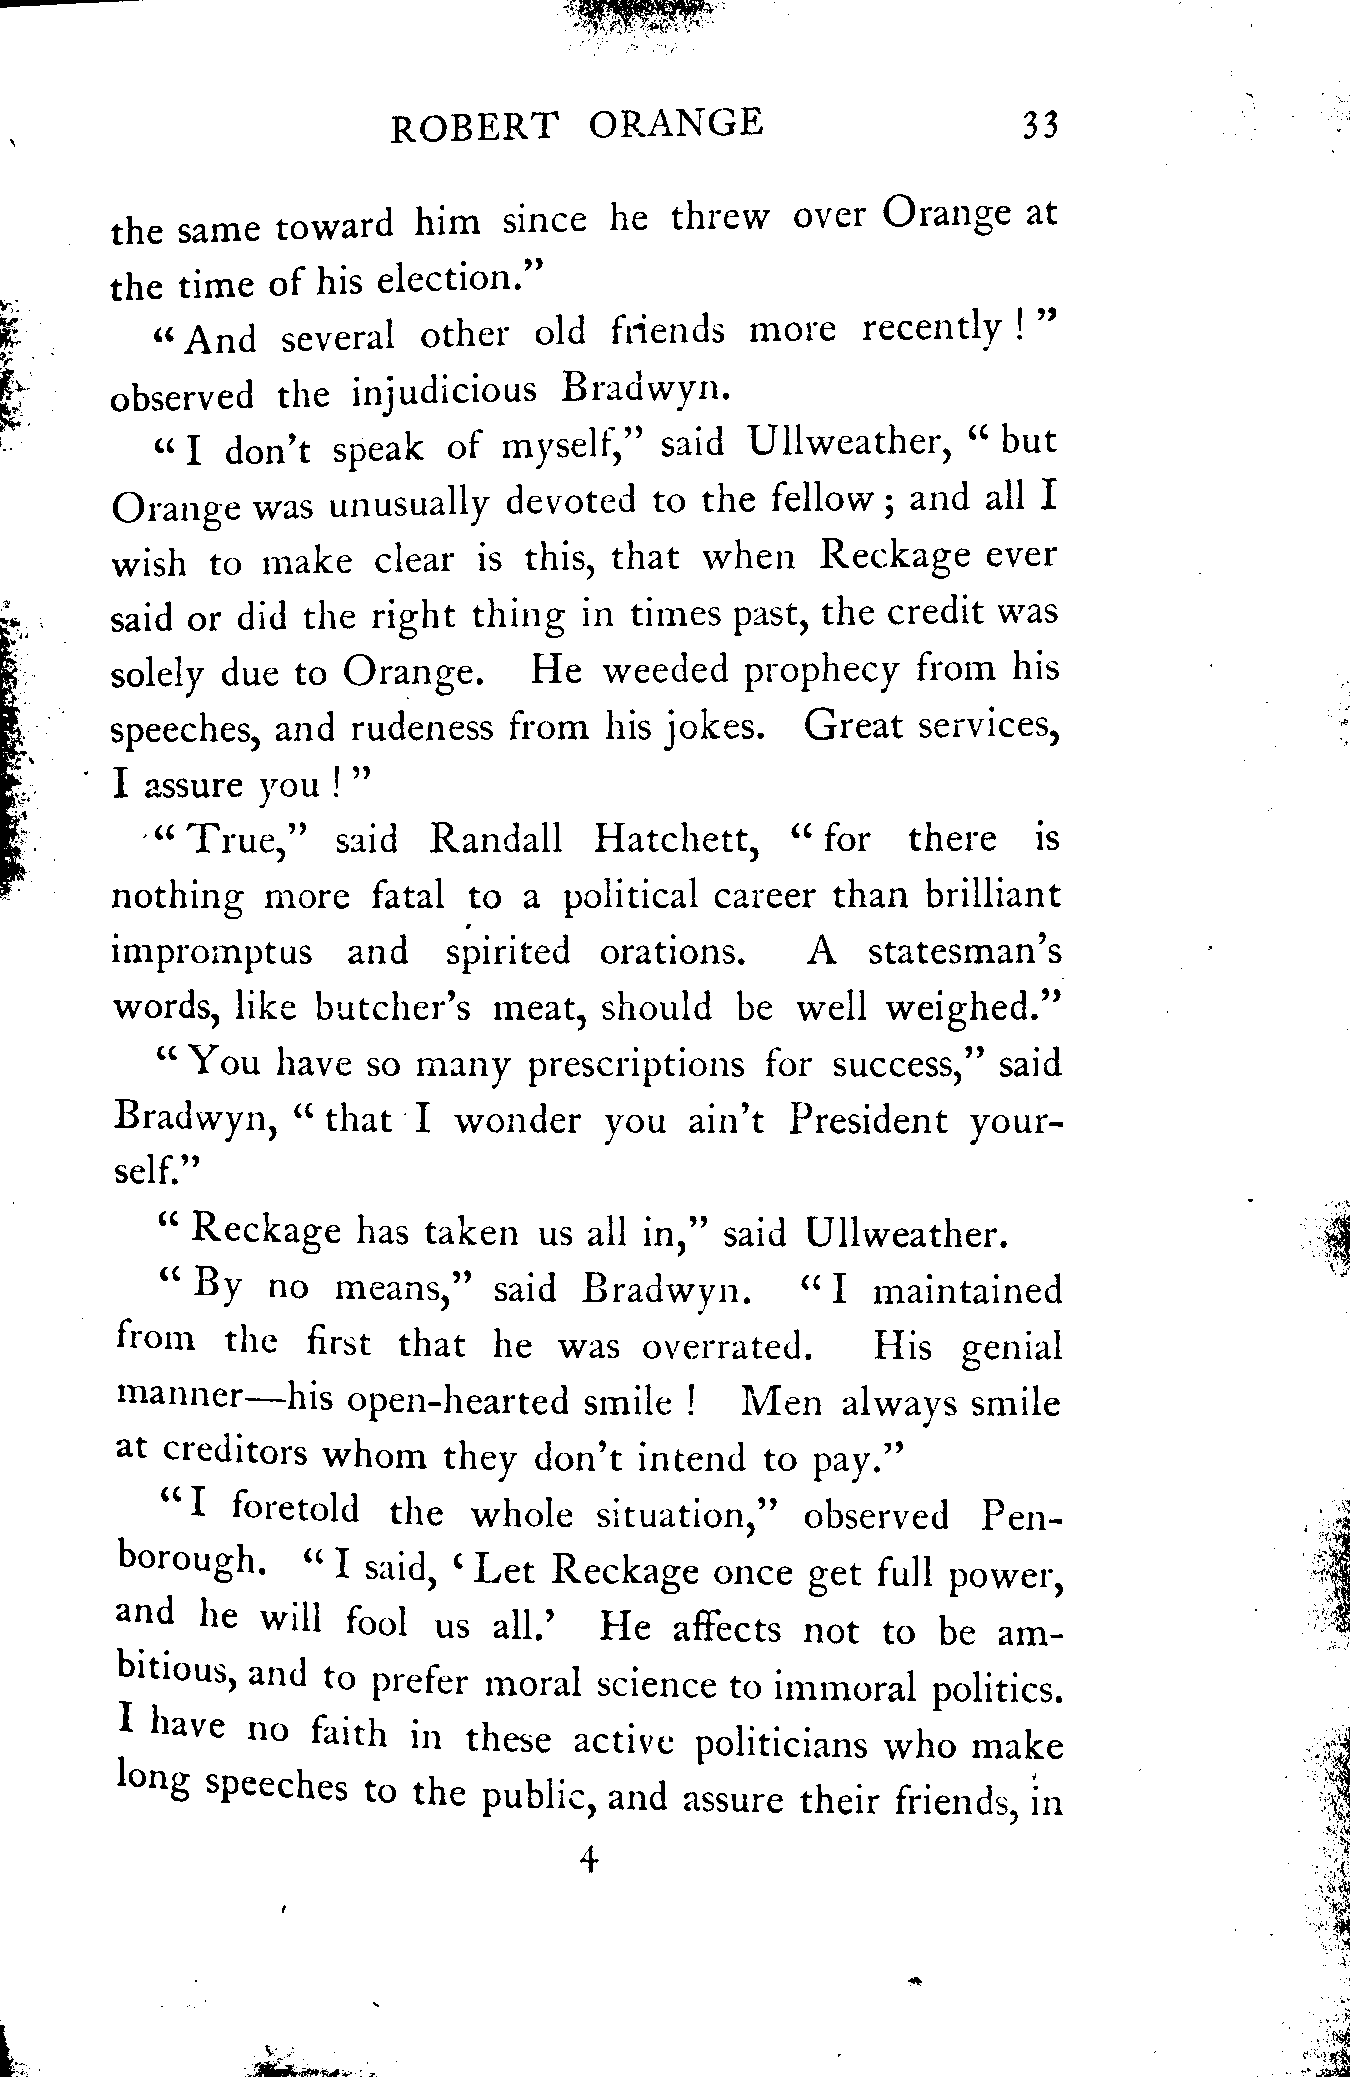 ROBERT ORANGE 33
the same toward him since he threw over Orange at
the time of his election."
" And several other old friends more recently ! "
observed the injudicious Bradwyn.
" I don't speak of myself," said Ullweather, " but
Orange was unusually devoted to the fellow ; and all I
wish to make clear is this, that when Reckage ever
said or did the right thing in times past, the credit was
solely due to Orange. He weeded prophecy from his
speeches, and rudeness from his jokes. Great services,
I assure you ! "
" True," said Randall Hatchett, " for there is
nothing more fatal to a political career than brilliant
impromptus and spirited orations. A statesman's
words, like butcher's meat, should be well weighed."
" You have so many prescriptions for success," said
Bradwyn, " that I wonder you ain't President your-
self."
" Reckage has taken us all in," said Ullweather.
" By no means," said Bradwyn. " I maintained
from the first that he was overrated. His genial
manner—his open-hearted smile ! Men always smile
at creditors whom they don't intend to pay."
" I foretold the whole situation," observed Pen-
borough. " I said, ' Let Reckage once get full power,
and he will fool us all.' He affects not to be am-
bitious, and to prefer moral science to immoral politics.
I have no faith in these active politicians who make
long speeches to the public, and assure their friends, in
4